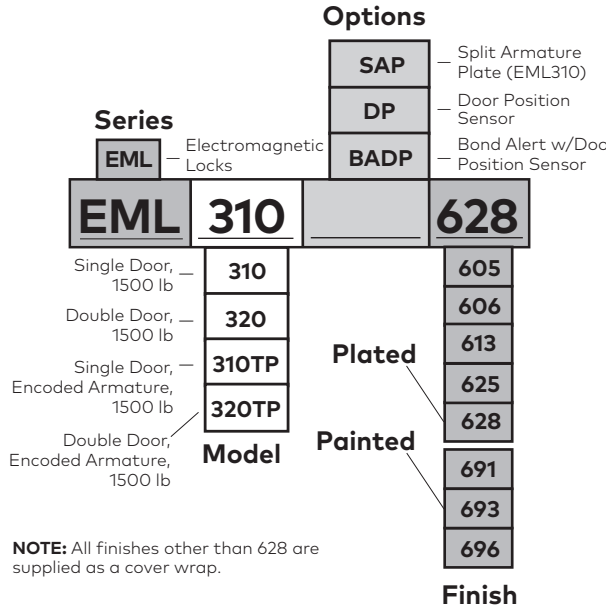 Options
SAP
Split Armature
Plate (EML310)
DP
Door Position
Sensor
BADP
Bond Alert w/Doo
Position Sensor
Series
EML
Electromagnetic
Locks
EML 310 628
Single Door,
1500 lb
310
Double Door,
1500 lb
320
Single Door,
Encoded Armature,
1500 lb
310TP
Double Door,
Encoded Armature,
1500 lb
320TP
Model
Plated
605
606
613
625
628
Painted
691
693
696
Finish
NOTE: All finishes other than 628 are
supplied as a cover wrap.